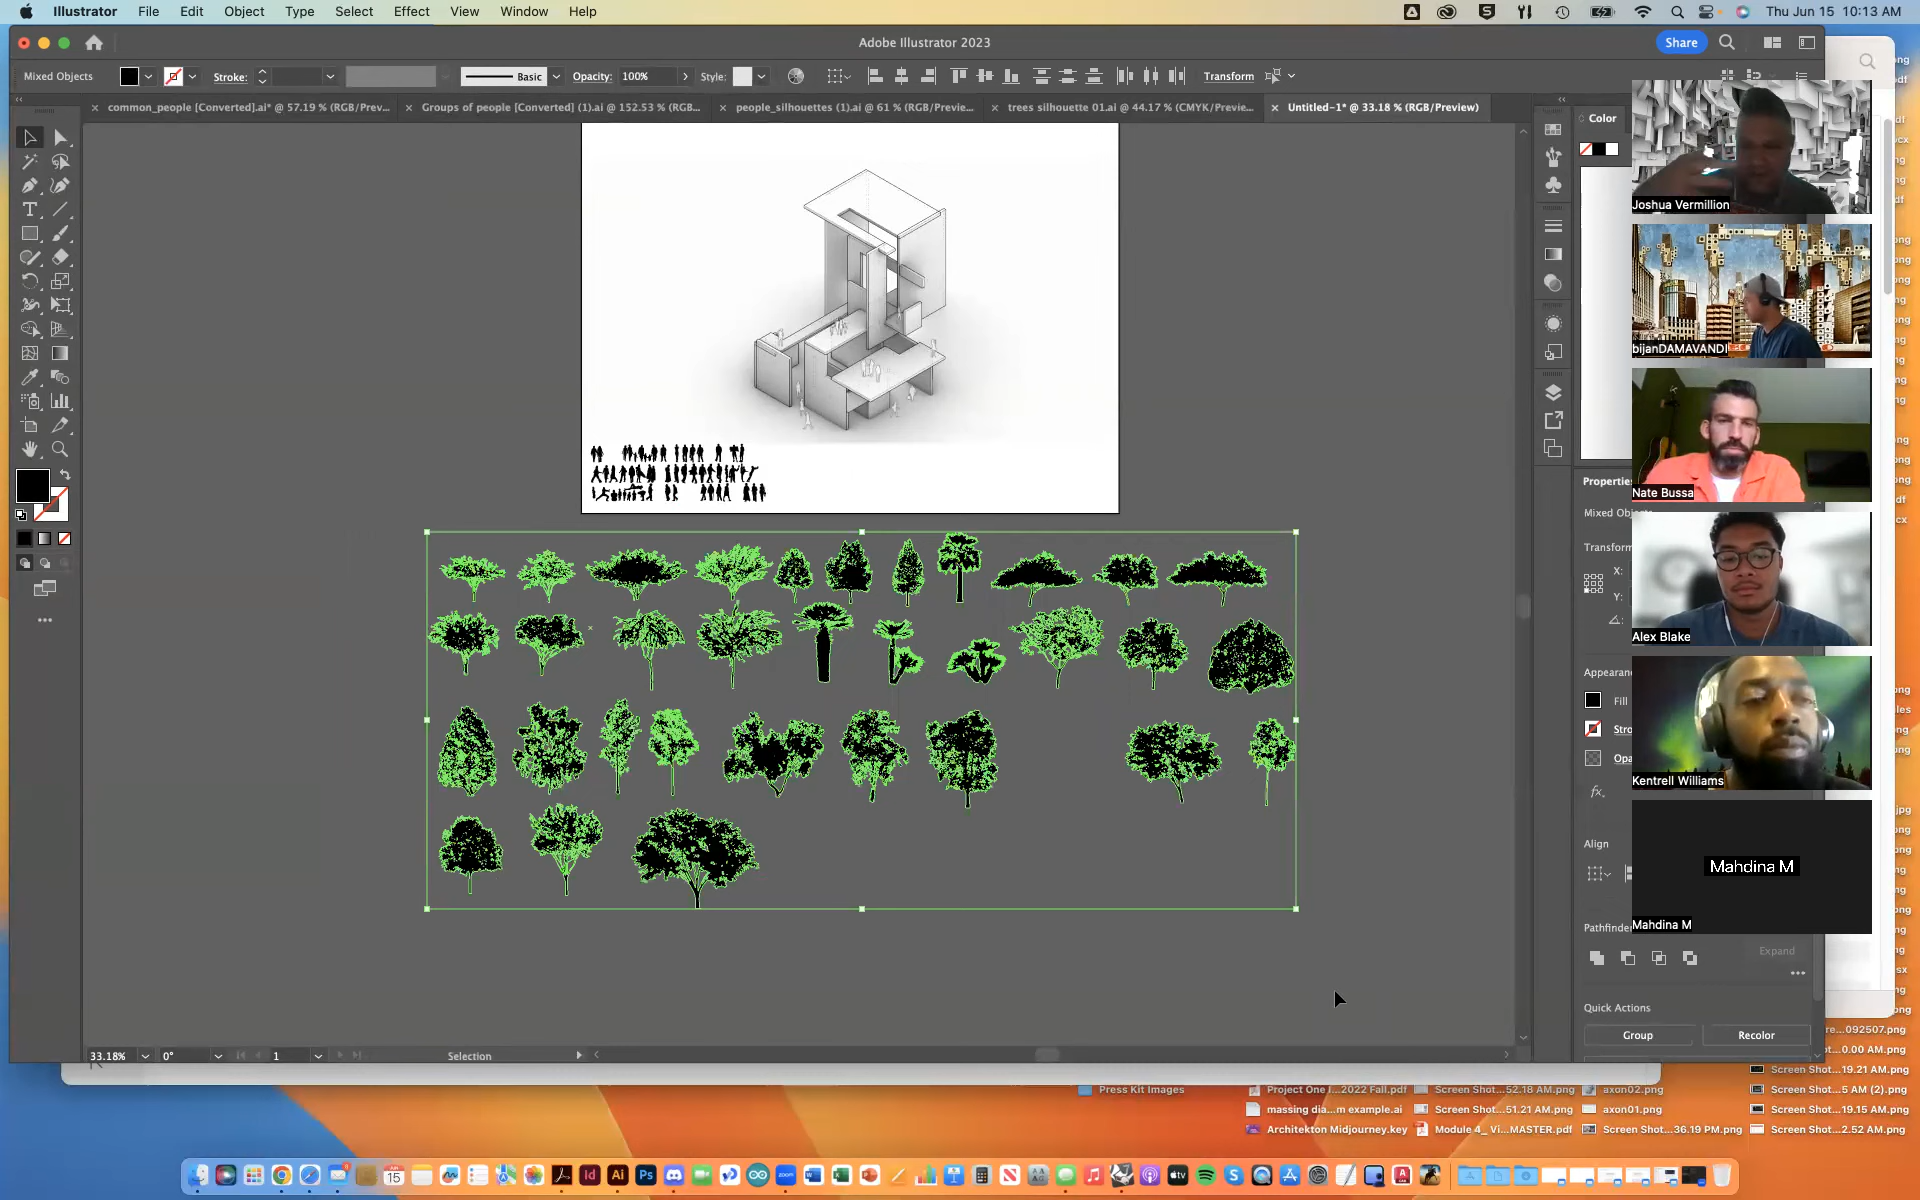 Illustrator File Edit Object Type Select Effect View Window Help
Thu Jun 15 10:13 AM
Adobe Illustrator 2023
Share
Mixed Objects
Stroke:
Basic
Opacity: 100%
Style:
Transform
common_people [Converted].ai* @ 57.19 % (RGB/Prev...
Groups of people [Converted] (1).ai @ 152.53 % (RGB...
people_silhouettes (1).ai @ 61 % (RGB/Previe...
trees silhouette 01.ai @ 44.17 % (CMYK/Previe...
Untitled-1* @ 33.18 % (RGB/Preview)
Color
Joshua Vermillion
bijanDAMAVANDI
Nate Bussa
Alex Blake
Kentrell Williams
Mahdina M
Mahdina M
Properties
Mixed Obje
Transform
X:
Y:
Appearanc
Fill
Stro
Opa
fx.
Align
Pathfinder
Expand
Quick Actions
Group
Recolor
33.18%
0°
1
Selection
re...092507.png
0.00 AM.png
Screen Shot...19.21 AM.png
Press Kit Images
Project One I...2022 Fall.pdf
Screen Shot...52.18 AM.png
axon02.png
Screen Shot...5 AM (2).png
massing dia...m example.ai
Screen Shot...51.21 AM.png
axon01.png
Screen Shot...19.15 AM.png
Architekton Midjourney.key
Module 4_ Vi...MASTER.pdf
Screen Shot...36.19 PM.png
Screen Shot...2.52 AM.png